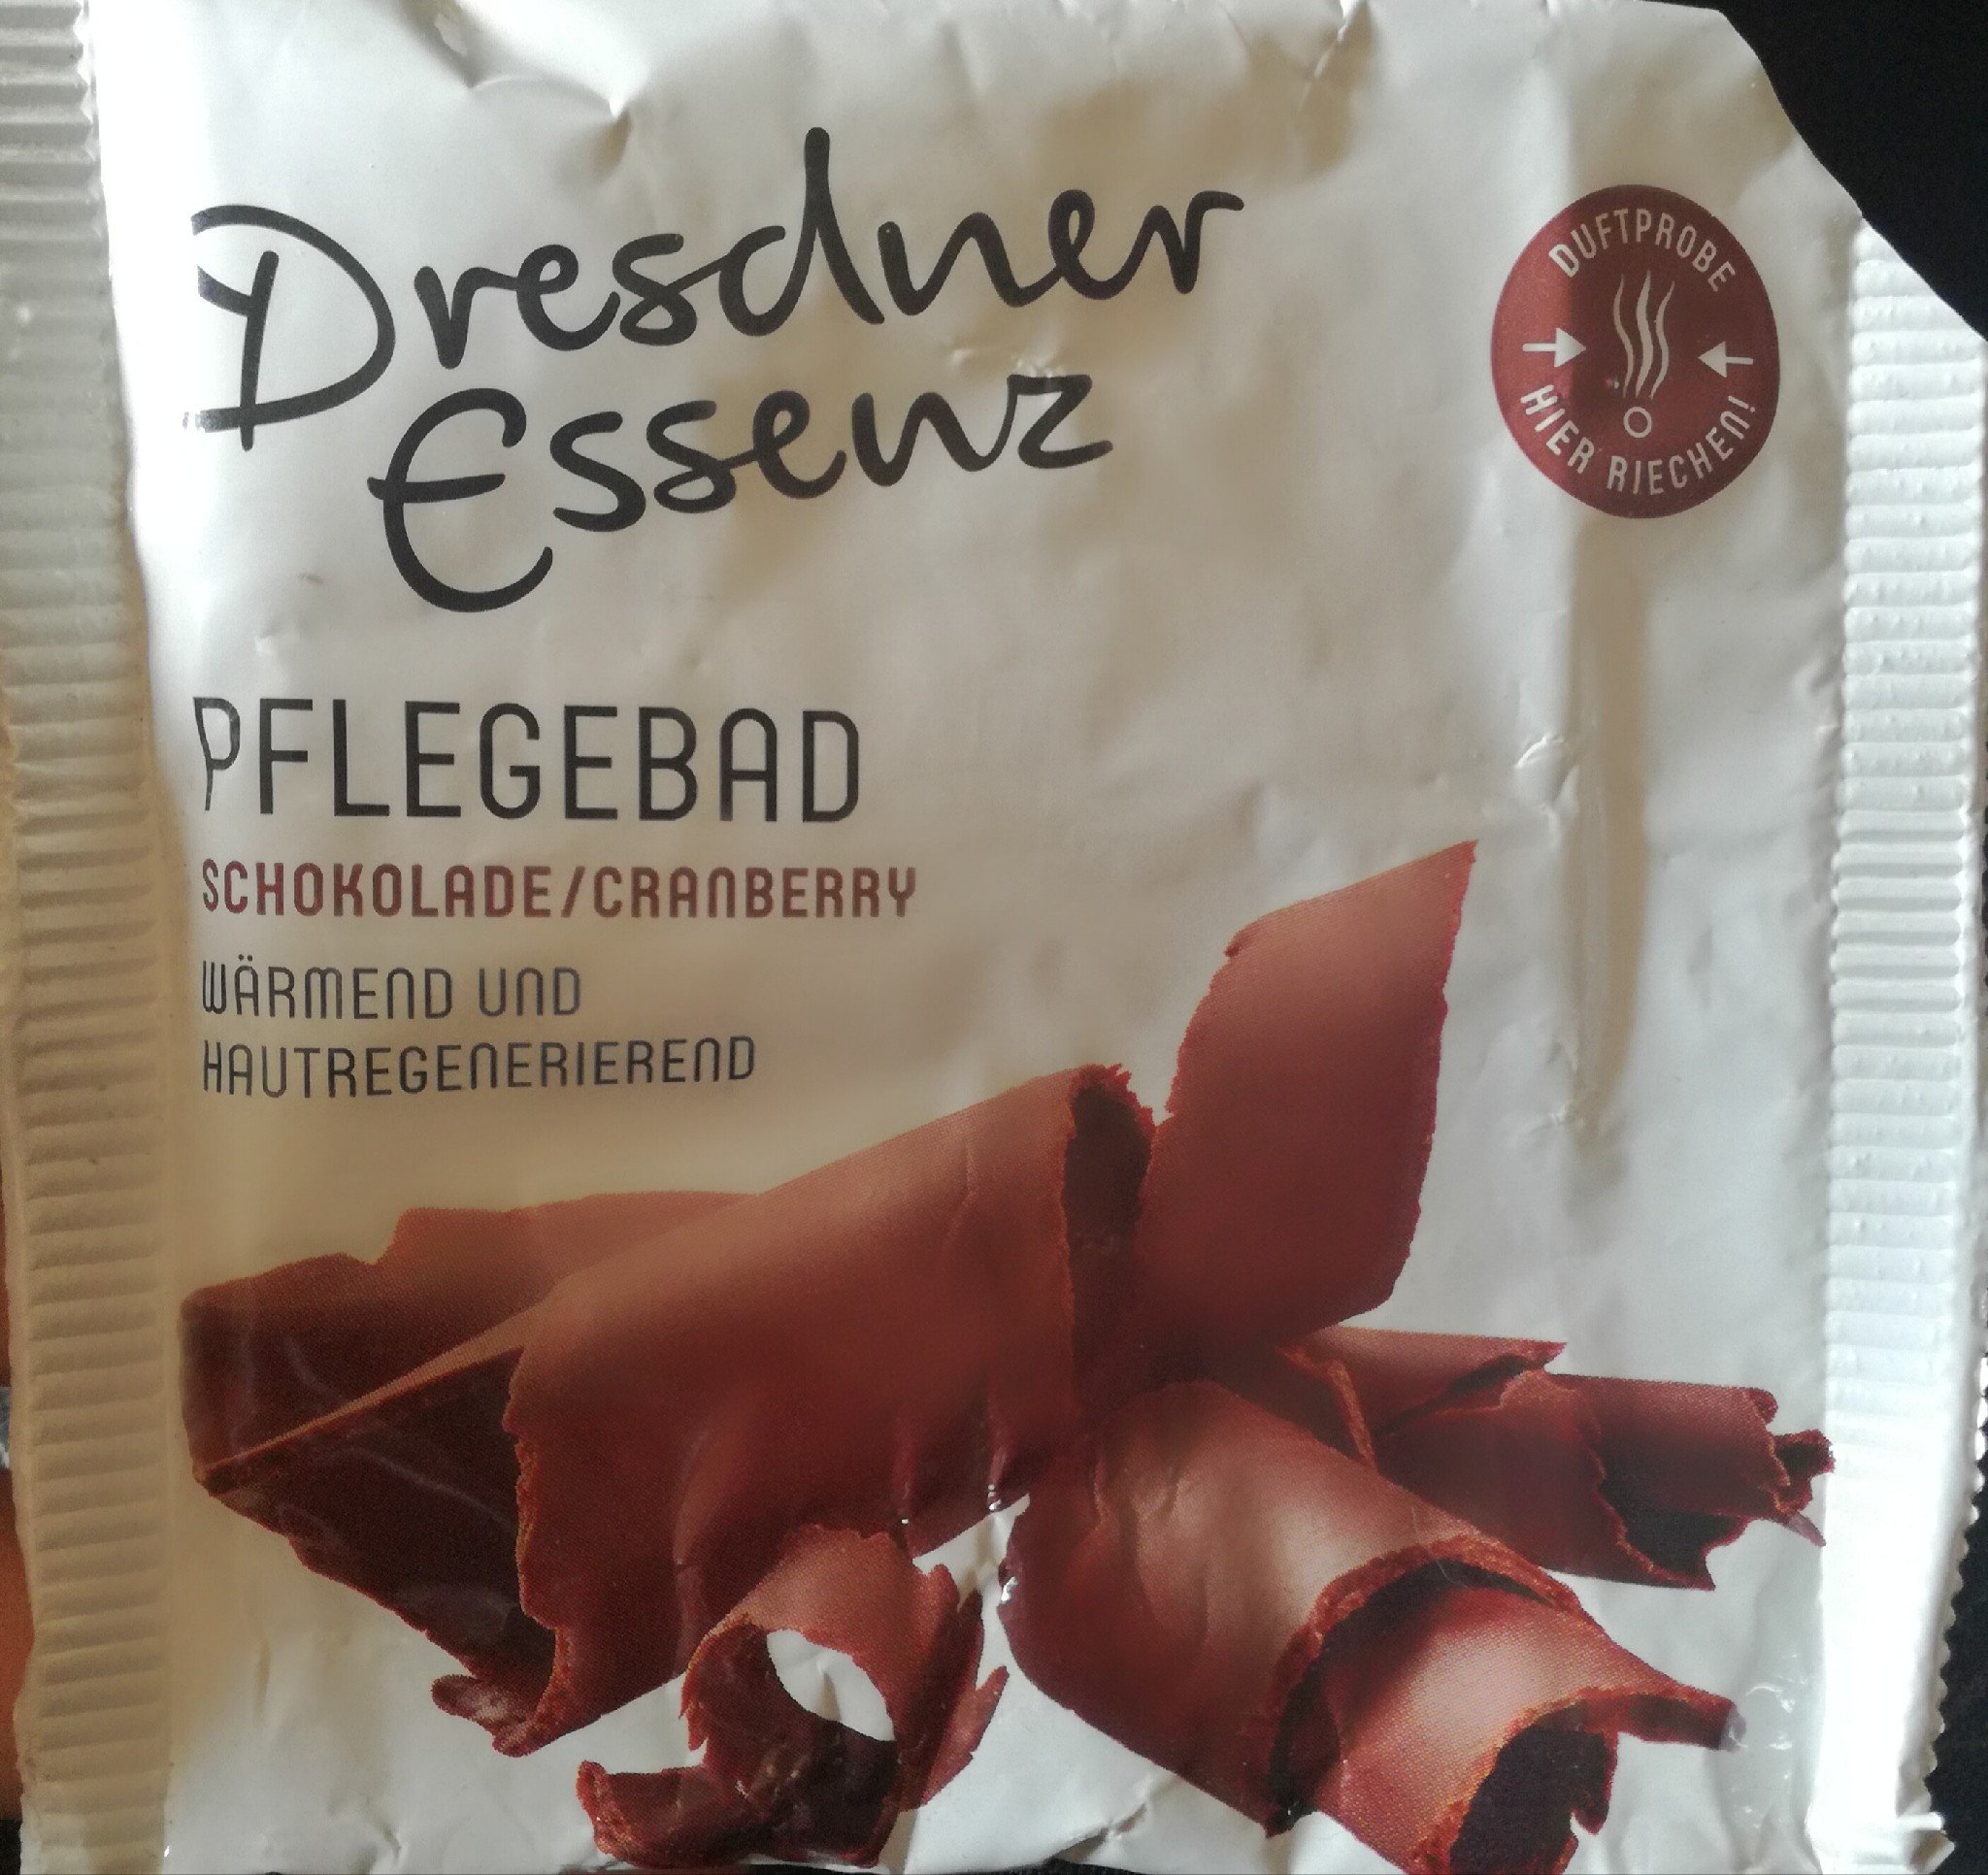 Dresdner
Essenz
DUFTPROBE
HIER RIECHEN!
PFLEGEBAD
SCHOKOLADE/CRANBERRY
WÄRMEND UND
HAUTREGENERIEREND